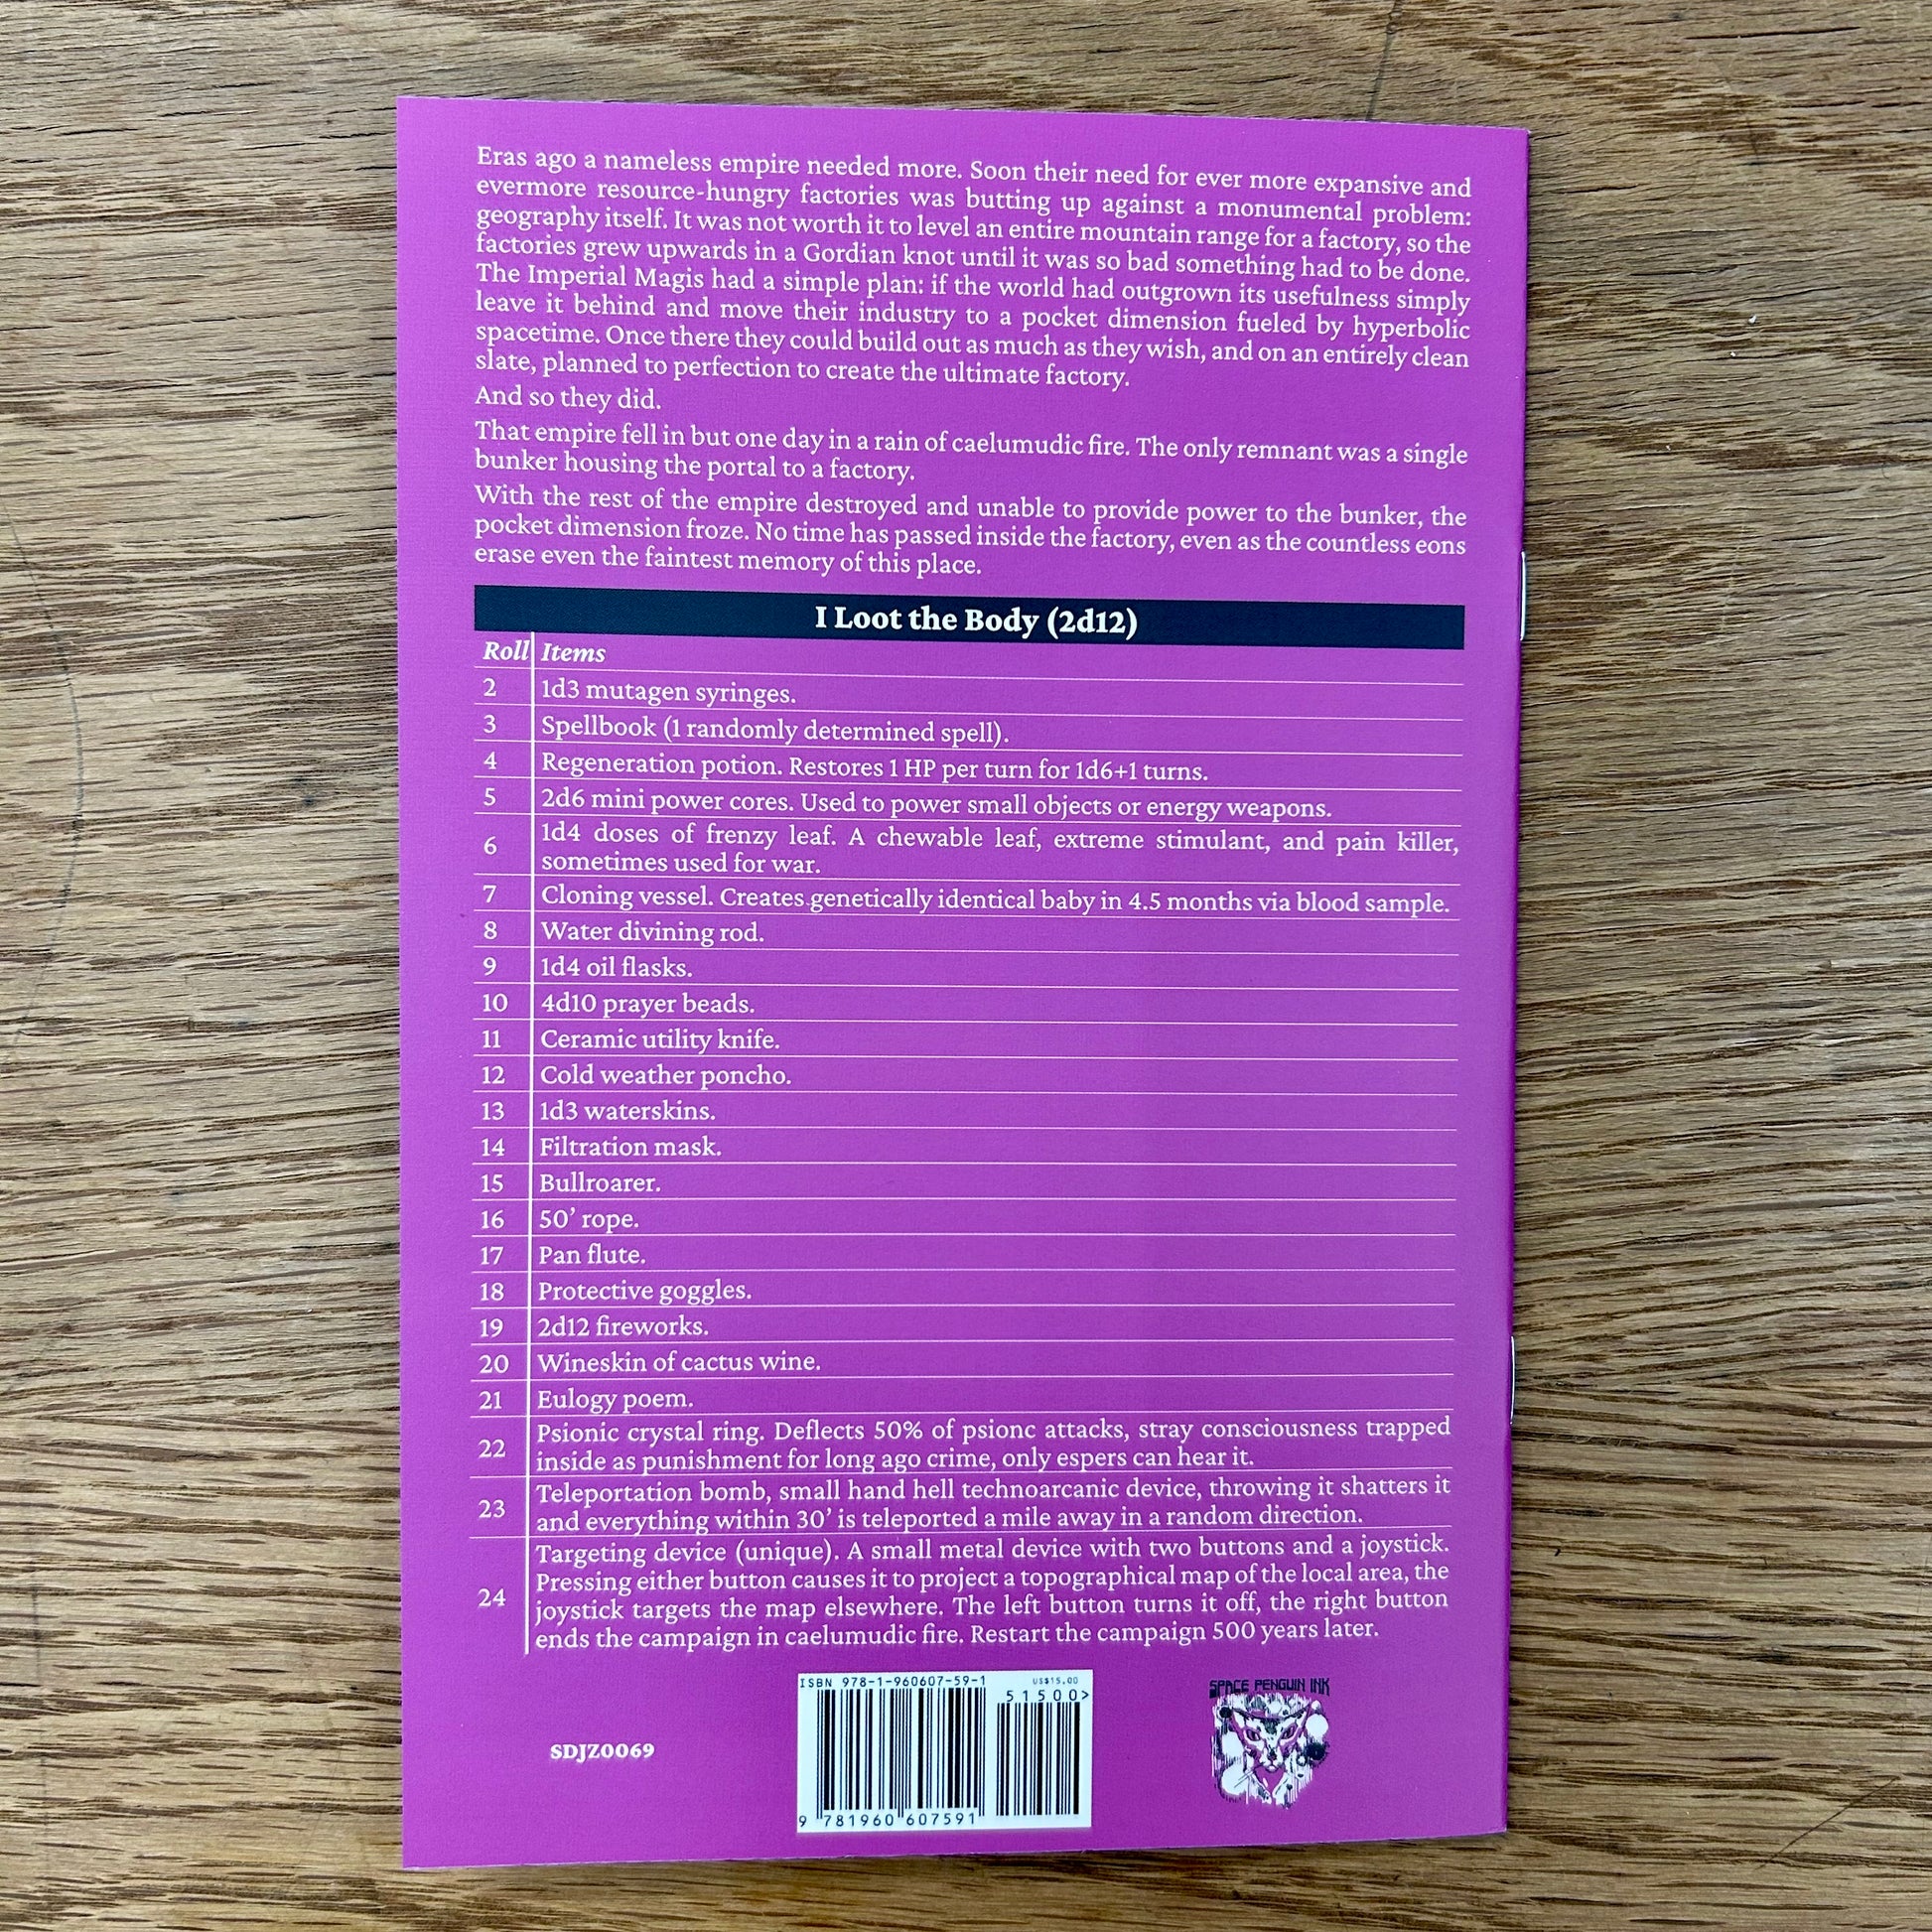 Eras ago a nameless empire needed more. Soon their need for ever more expansive and
evermore resource-hungry factories was butting up against a monumental problem:
geography itself. It was not worth it to level an entire mountain range for a factory, so the
factories grew upwards in a Gordian knot until it was so bad something had to be done.
The Imperial Magis had a simple plan: if the world had outgrown its usefulness simply
leave it behind and move their industry to a pocket dimension fueled by hyperbolic
spacetime. Once there they could build out as much as they wish, and on an entirely clean
slate, planned to perfection to create the ultimate factory.
And so they did.
That empire fell in but one day in a rain of caelumudic fire. The only remnant was a single
bunker housing the portal to a factory.
With the rest of the empire destroyed and unable to provide power to the bunker, the
pocket dimension froze. No time has passed inside the factory, even as the countless eons
erase even the faintest memory of this place.
I Loot the Body (2d12)
Roll Items
2 1d3 mutagen syringes.
3 Spellbook (1 randomly determined spell).
4 Regeneration potion. Restores 1 HP per turn for 1d6+1 turns.
5 2d6 mini power cores. Used to power small objects or energy weapons.
6 1d4 doses of frenzy leaf. A chewable leaf, extreme stimulant, and pain killer,
sometimes used for war.
7 Cloning vessel. Creates genetically identical baby in 4.5 months via blood sample.
8 Water divining rod.
9 1d4 oil flasks.
10 4d10 prayer beads.
11 Ceramic utility knife.
12 Cold weather poncho.
13 1d3 waterskins.
14 Filtration mask.
15 Bullroarer.
16 50’ rope.
17 Pan flute.
18 Protective goggles.
19 2d12 fireworks.
20 Wineskin of cactus wine.
21 Eulogy poem.
22 Psionic crystal ring. Deflects 50% of psionc attacks, stray consciousness trapped
inside as punishment for long ago crime, only espers can hear it.
23 Teleportation bomb, small hand hell technoarcanic device, throwing it shatters it
and everything within 30’ is teleported a mile away in a random direction.
24 Targeting device (unique). A small metal device with two buttons and a joystick.
Pressing either button causes it to project a topographical map of the local area, the
joystick targets the map elsewhere. The left button turns it off, the right button
ends the campaign in caelumudic fire. Restart the campaign 500 years later.
SDJZ0069
ISBN 978-1-960607-59-1 US$15.00
51500>
9 781960 607591
SPACE PENGUIN INK